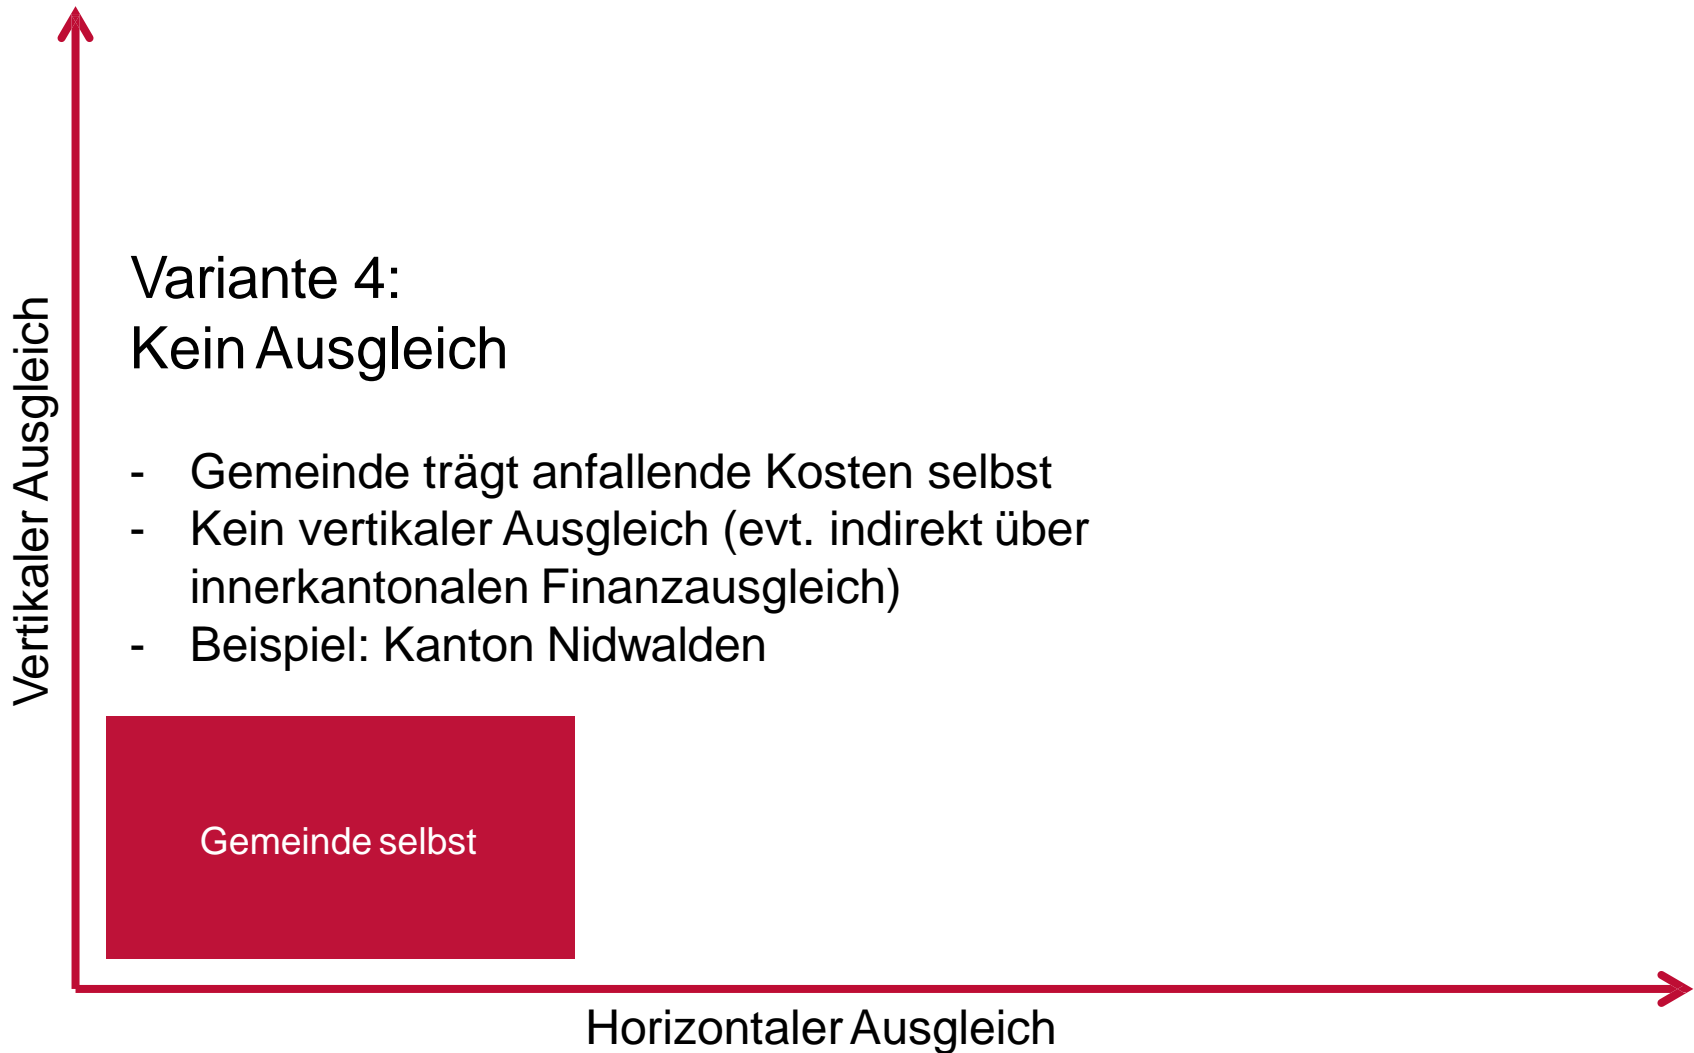 Vertikaler Ausgleich
Variante 4:
Kein Ausgleich
- Gemeinde trägt anfallende Kosten selbst
- Kein vertikaler Ausgleich (evt. indirekt über
innerkantonalen Finanzausgleich)
- Beispiel: Kanton Nidwalden
Gemeinde selbst
Horizontaler Ausgleich